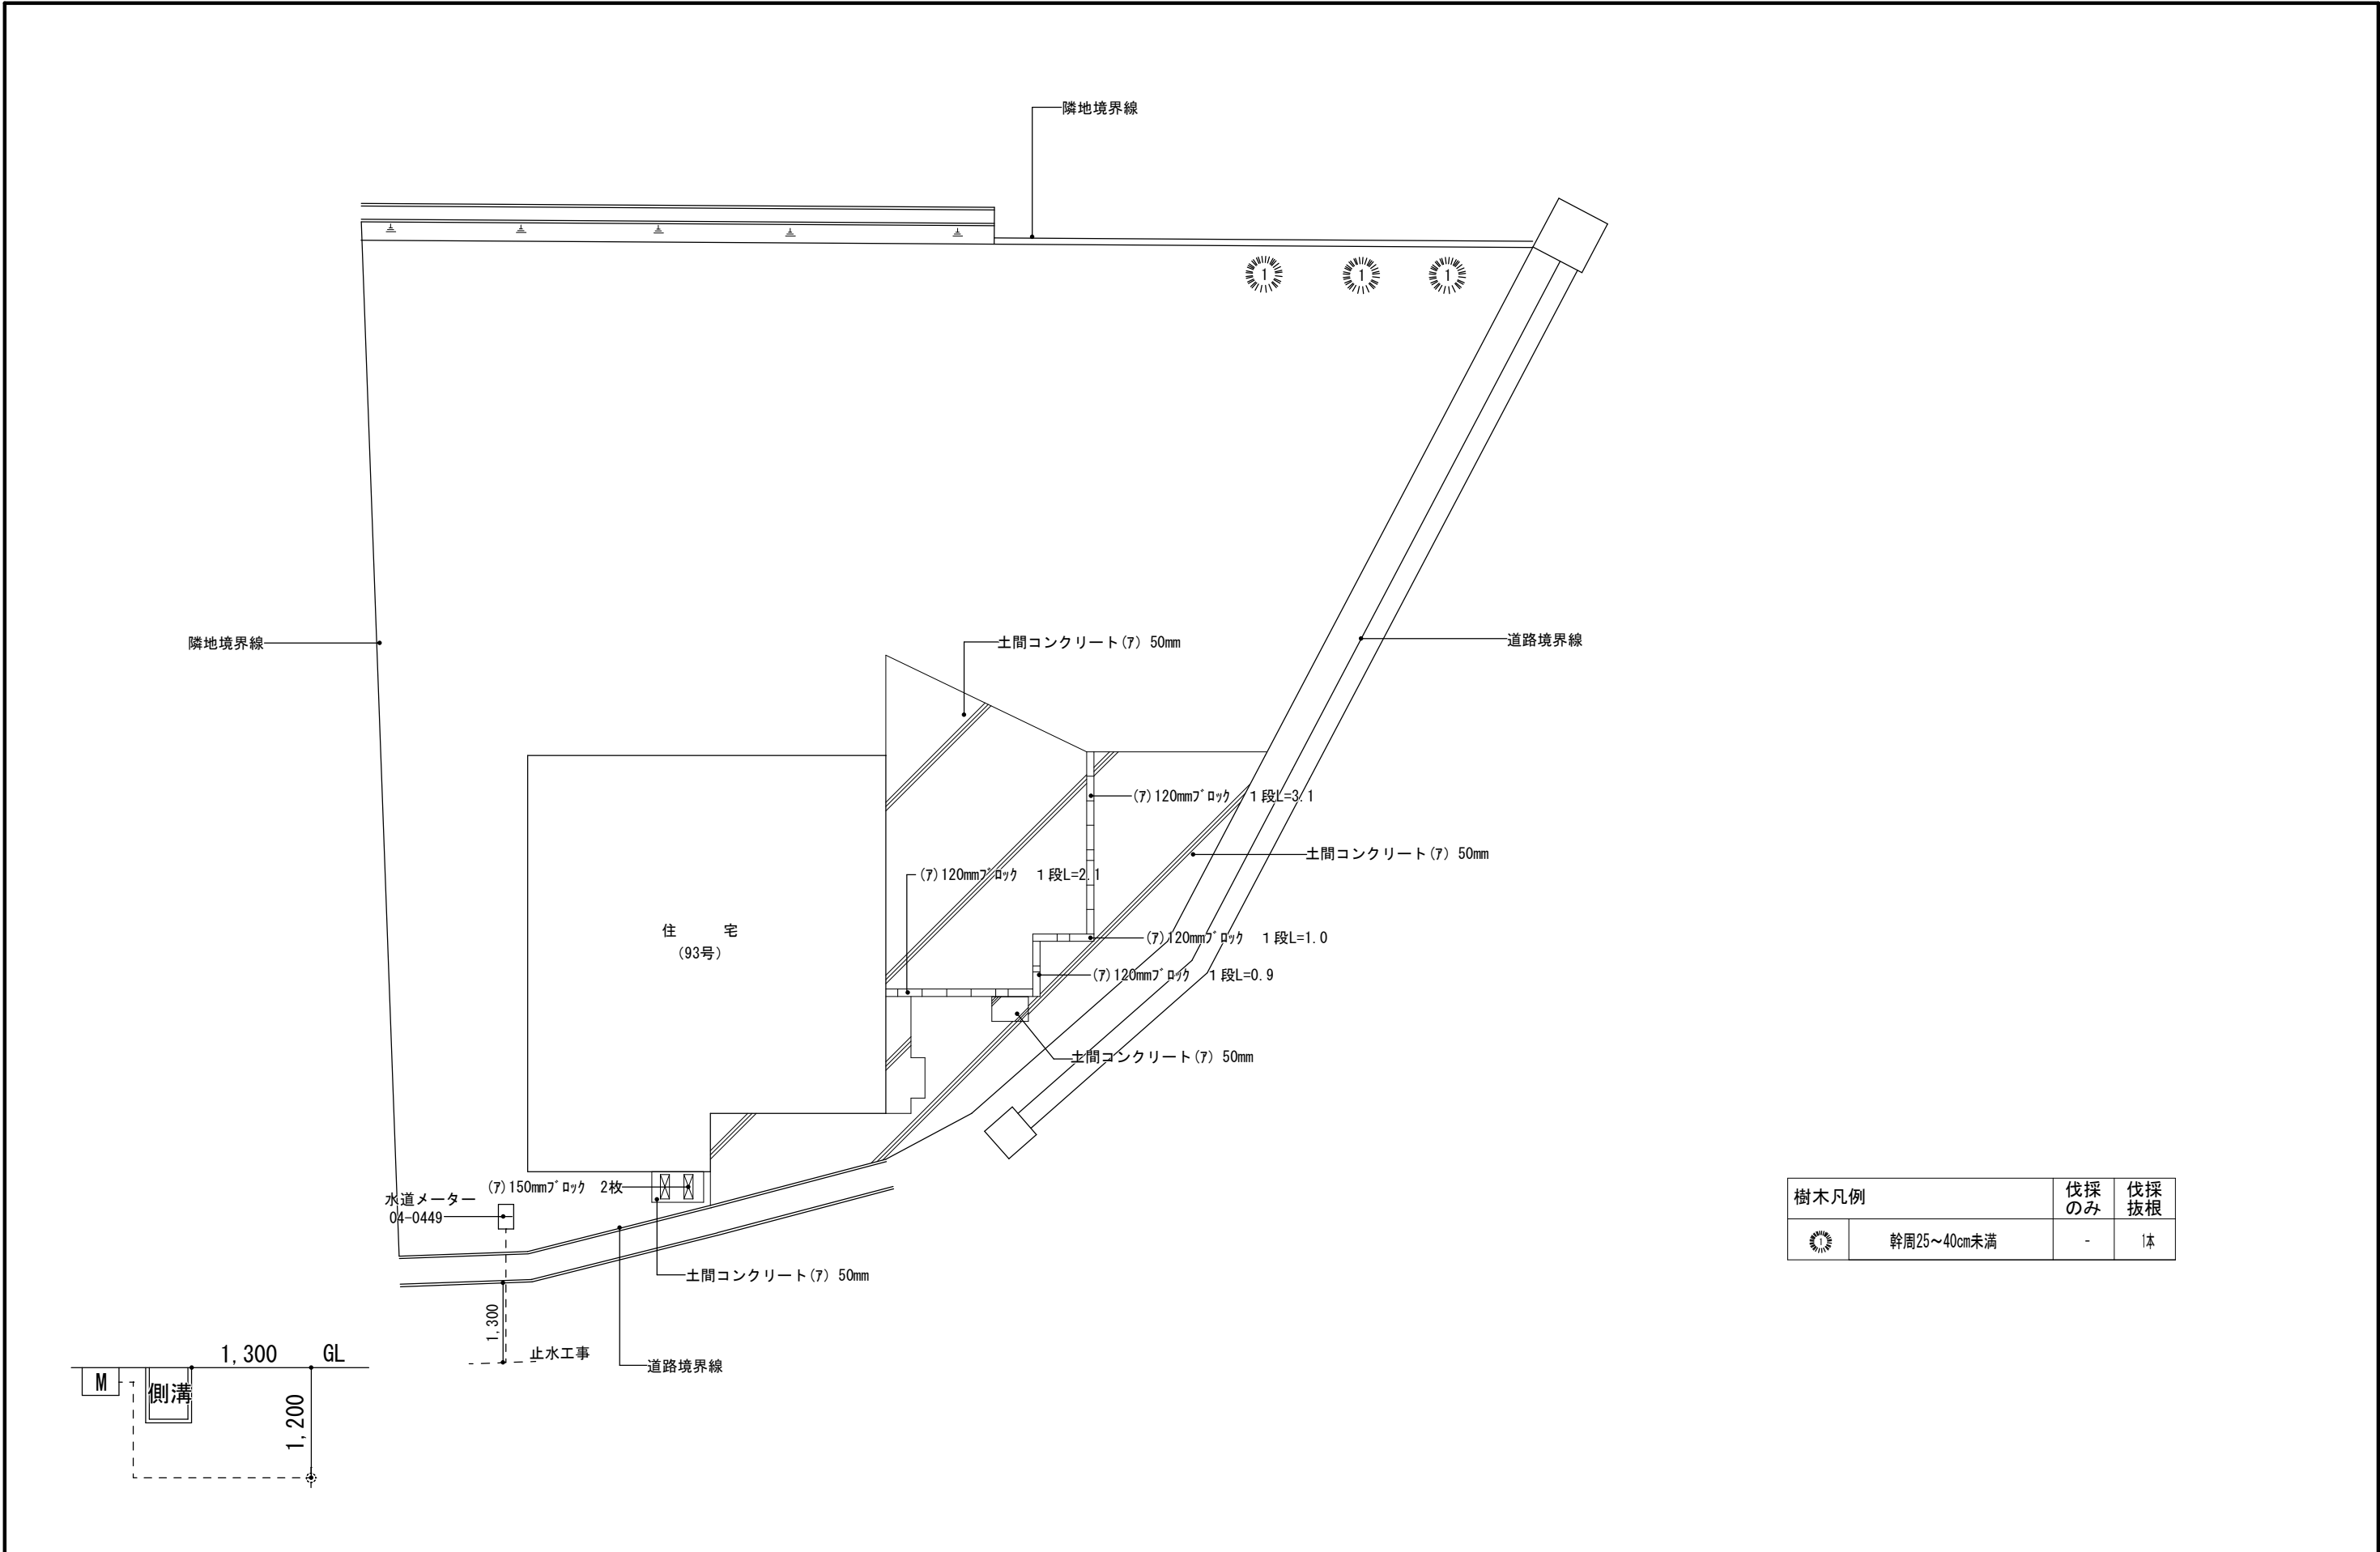 隣地境界線
1
1
1
隣地境界線
土間コンクリート(ｱ) 50mm
道路境界線
(ｱ)120mmﾌﾞﾛｯｸ　1段L=3.1
土間コンクリート(ｱ) 50mm
(ｱ)120mmﾌﾞﾛｯｸ　1段L=2.1
住　　宅
(93号)
(ｱ)120mmﾌﾞﾛｯｸ　1段L=1.0
(ｱ)120mmﾌﾞﾛｯｸ　1段L=0.9
土間コンクリート(ｱ) 50mm
(ｱ)150mmﾌﾞﾛｯｸ　2枚
水道メーター
04-0449
土間コンクリート(ｱ) 50mm
1,300
止水工事
道路境界線
1,300　GL
M
側溝
1,200
樹木凡例　伐採のみ　伐採抜根
1　幹周25～40cm未満　-　1本